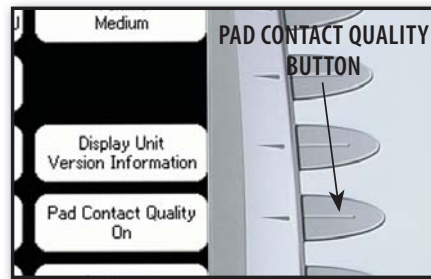 Medium
PAD CONTACT QUALITY
BUTTON
Display Unit
Version Information
Pad Contact Quality
On